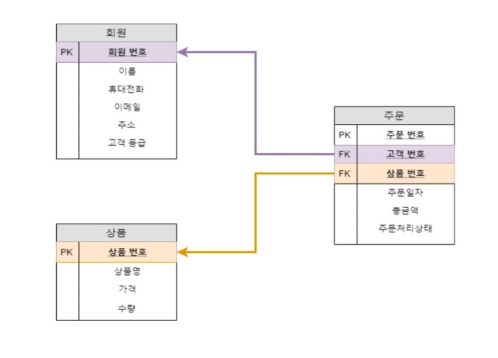 회원
PK 회원 번호
이름
휴대전화
이메일
주소
고객 등급
주문
PK 주문 번호
FK 고객 번호
FK 상품 번호
주문일자
총금액
주문처리상태
상품
PK 상품 번호
상품명
가격
수량